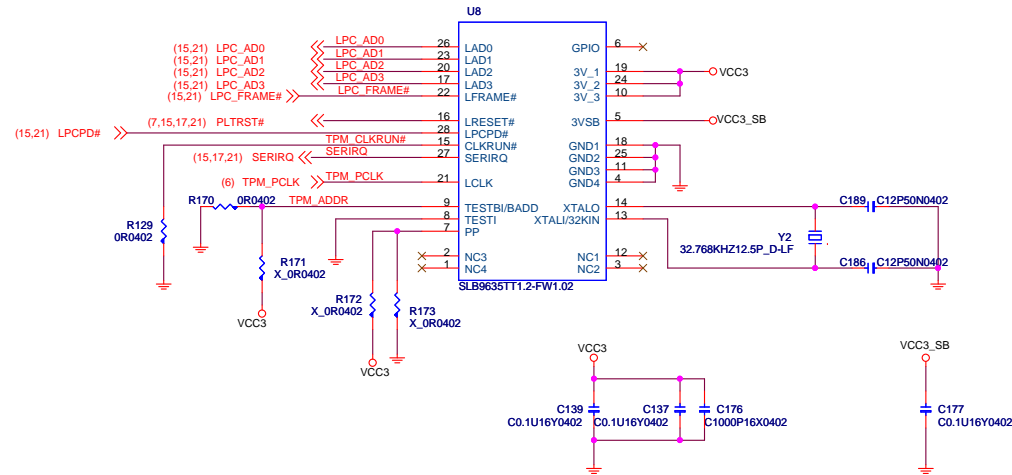 U8
(15,21) LPC_AD0 LPC_AD0 26 LAD0 GPIO 6
(15,21) LPC_AD1 LPC_AD1 23 LAD1
(15,21) LPC_AD2 LPC_AD2 20 LAD2 3V_1 19 VCC3
(15,21) LPC_AD3 LPC_AD3 17 LAD3 3V_2 24
(15,21) LPC_FRAME# LPC_FRAME# 22 LFRAME# 3V_3 10
(7,15,17,21) PLTRST# 16 LRESET# 3VSB 5 VCC3_SB
(15,21) LPCPD# 28 LPCPD#
TPM_CLKRUN# 15 CLKRUN# GND1 18
(15,17,21) SERIRQ SERIRQ 27 SERIRQ GND2 25
GND3 11
(6) TPM_PCLK TPM_PCLK 21 LCLK GND4 4
R170 0R0402 TPM_ADDR 9 TESTBI/BADD XTALO 14 C189 C12P50N0402
8 TESTI XTALI/32KIN 13
R129
0R0402
7 PP
Y2
32.768KHZ12.5P_D-LF
2 NC3 NC1 12
1 NC4 NC2 3 C186 C12P50N0402
R171
X_0R0402
SLB9635TT1.2-FW1.02
R172
X_0R0402
R173
X_0R0402
VCC3
VCC3
VCC3 VCC3_SB
C139 C137 C176 C177
C0.1U16Y0402 C0.1U16Y0402 C1000P16X0402 C0.1U16Y0402